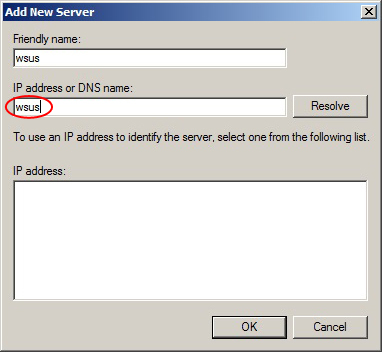 Add New Server
Friendly name:
wsus
IP address or DNS name:
wsus
Resolve
To use an IP address to identify the server, select one from the following list.
IP address:
OK
Cancel